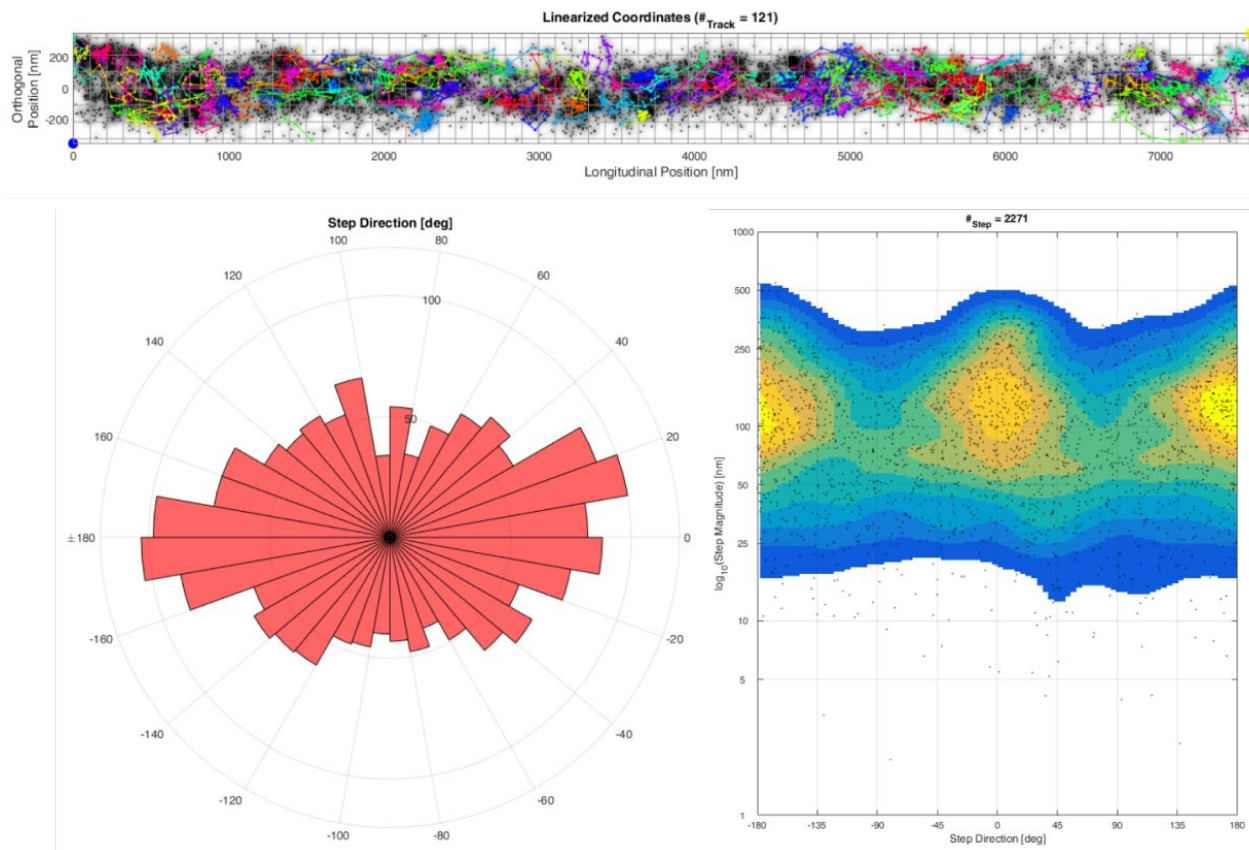 Linearized Coordinates (#Track = 121)
Orthogonal
Position [nm]
200
0
-200
0 1000 2000 3000 4000 5000 6000 7000
Longitudinal Position [nm]
Step Direction [deg]
100 80
120 60
100
140 40
50
160 20
±180 0
-160 -20
-140 -40
-120 -60
-100 -80
#Step = 2271
log10(Step Magnitude) [nm]
1000
500
250
100
50
25
10
5
1
-180 -135 -90 -45 0 45 90 135 180
Step Direction [deg]